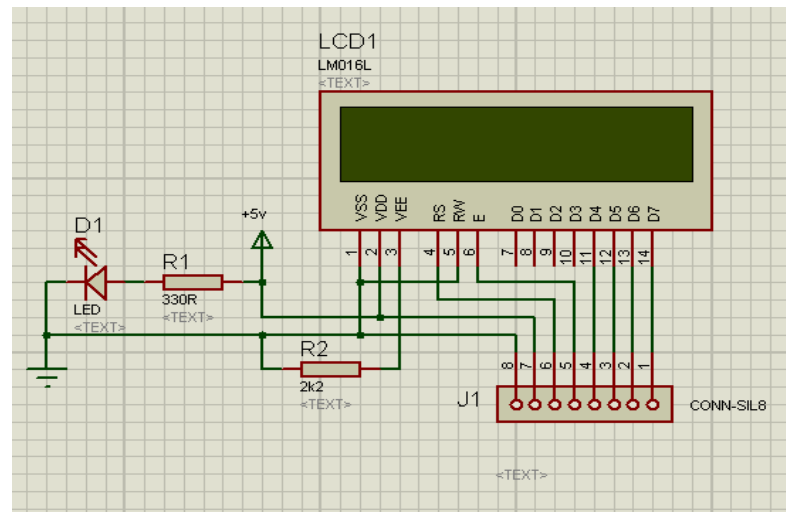 LCD1
LM016L
<TEXT>
VSS VDD VEE RS RW E D0 D1 D2 D3 D4 D5 D6 D7
1 2 3 4 5 6 7 8 9 10 11 12 13 14
+5v
D1
LED
<TEXT>
R1
330R
<TEXT>
R2
2k2
<TEXT>
8 7 6 5 4 3 2 1
J1
CONN-SIL8
<TEXT>